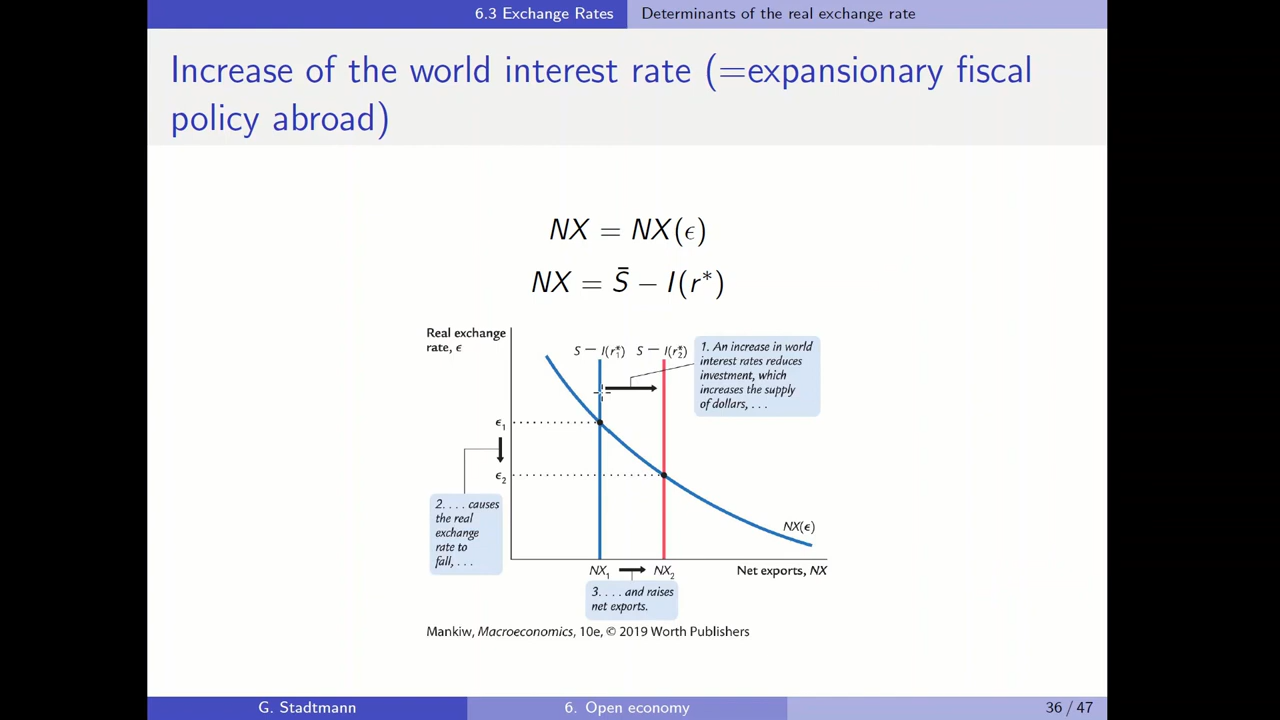 6.3 Exchange Rates
Determinants of the real exchange rate
Increase of the world interest rate (=expansionary fiscal
policy abroad)
NX = NX(ϵ)
NX = S̄ − I(r*)
Real exchange
rate, ϵ
S − I(r₁*)
S − I(r₂*)
1. An increase in world
interest rates reduces
investment, which
increases the supply
of dollars, . . .
ϵ₁
ϵ₂
2. . . . causes
the real
exchange
rate to
fall, . . .
NX(ϵ)
NX₁
NX₂
Net exports, NX
3. . . . and raises
net exports.
Mankiw, Macroeconomics, 10e, © 2019 Worth Publishers
G. Stadtmann
6. Open economy
36 / 47